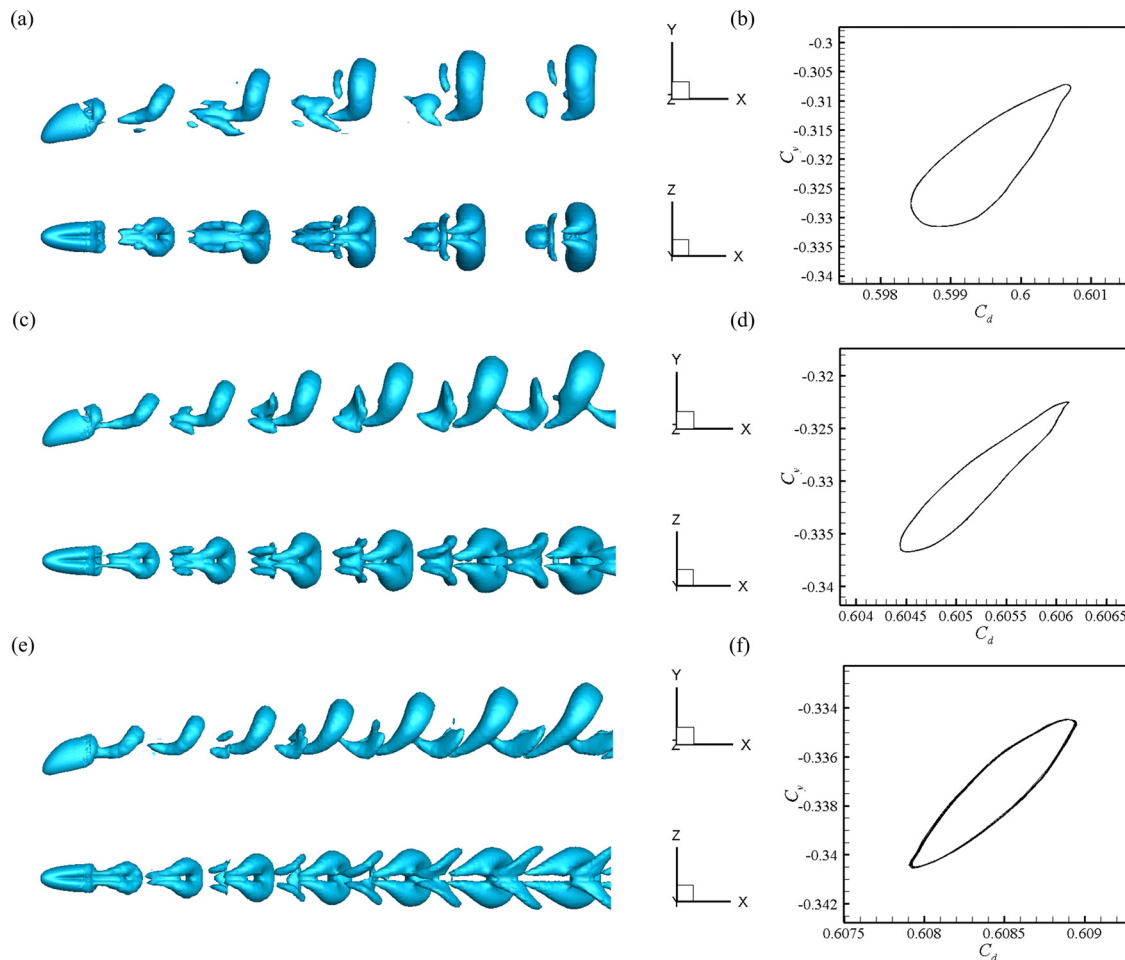 (a)
Y
Z
X
Z
Y
X
(b)
-0.3
-0.305
-0.31
-0.315
-0.32
-0.325
-0.33
-0.335
-0.34
C_y
0.598
0.599
0.6
0.601
C_d
(c)
Y
Z
X
Z
Y
X
(d)
-0.32
-0.325
-0.33
-0.335
-0.34
C_y
0.604
0.6045
0.605
0.6055
0.606
0.6065
C_d
(e)
Y
Z
X
Z
Y
X
(f)
-0.334
-0.336
-0.338
-0.34
-0.342
C_y
0.6075
0.608
0.6085
0.609
C_d